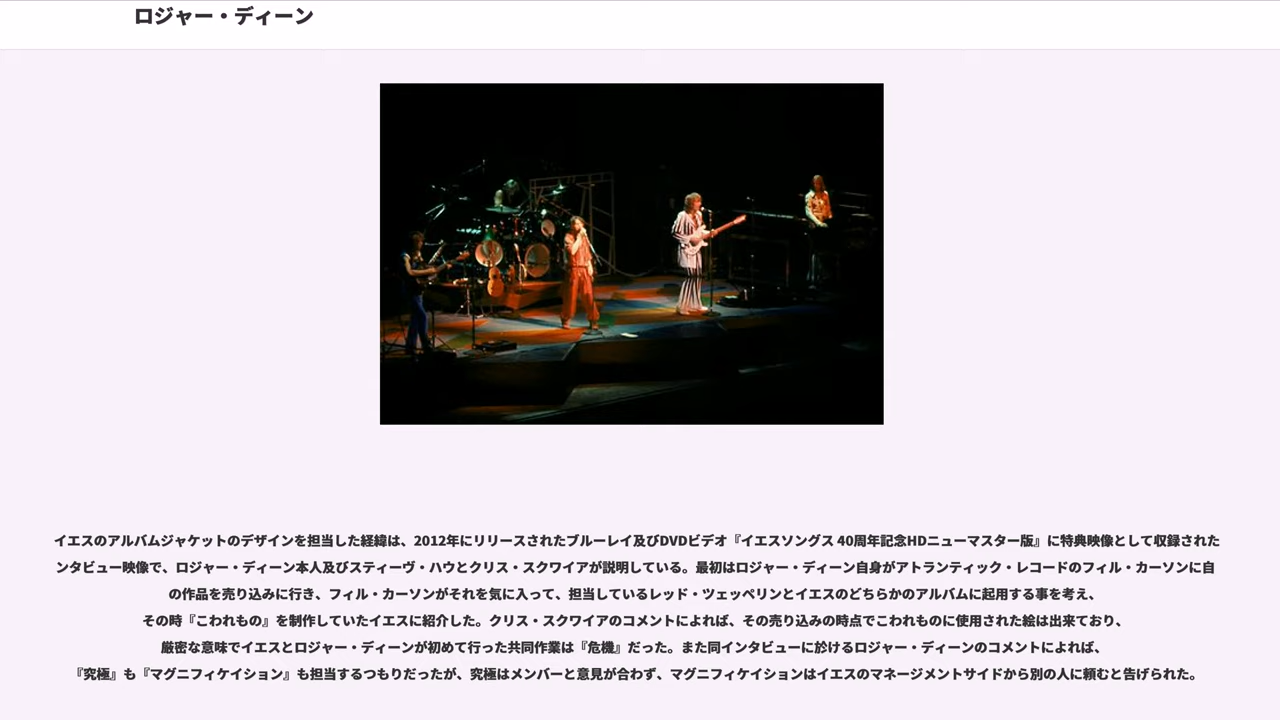 ロジャー・ディーン
イエスのアルバムジャケットのデザインを担当した経緯は、2012年にリリースされたブルーレイ及びDVDビデオ『イエスソングス 40周年記念HDニューマスター版』に特典映像として収録された
ンタビュー映像で、ロジャー・ディーン本人及びスティーヴ・ハウとクリス・スクワイアが説明している。最初はロジャー・ディーン自身がアトランティック・レコードのフィル・カーソンに自
の作品を売り込みに行き、フィル・カーソンがそれを気に入って、担当しているレッド・ツェッペリンとイエスのどちらかのアルバムに起用する事を考え、
その時『こわれもの』を制作していたイエスに紹介した。クリス・スクワイアのコメントによれば、その売り込みの時点でこわれものに使用された絵は出来ており、
厳密な意味でイエスとロジャー・ディーンが初めて行った共同作業は『危機』だった。また同インタビューに於けるロジャー・ディーンのコメントによれば、
『究極』も『マグニフィケイション』も担当するつもりだったが、究極はメンバーと意見が合わず、マグニフィケイションはイエスのマネージメントサイドから別の人に頼むと告げられた。